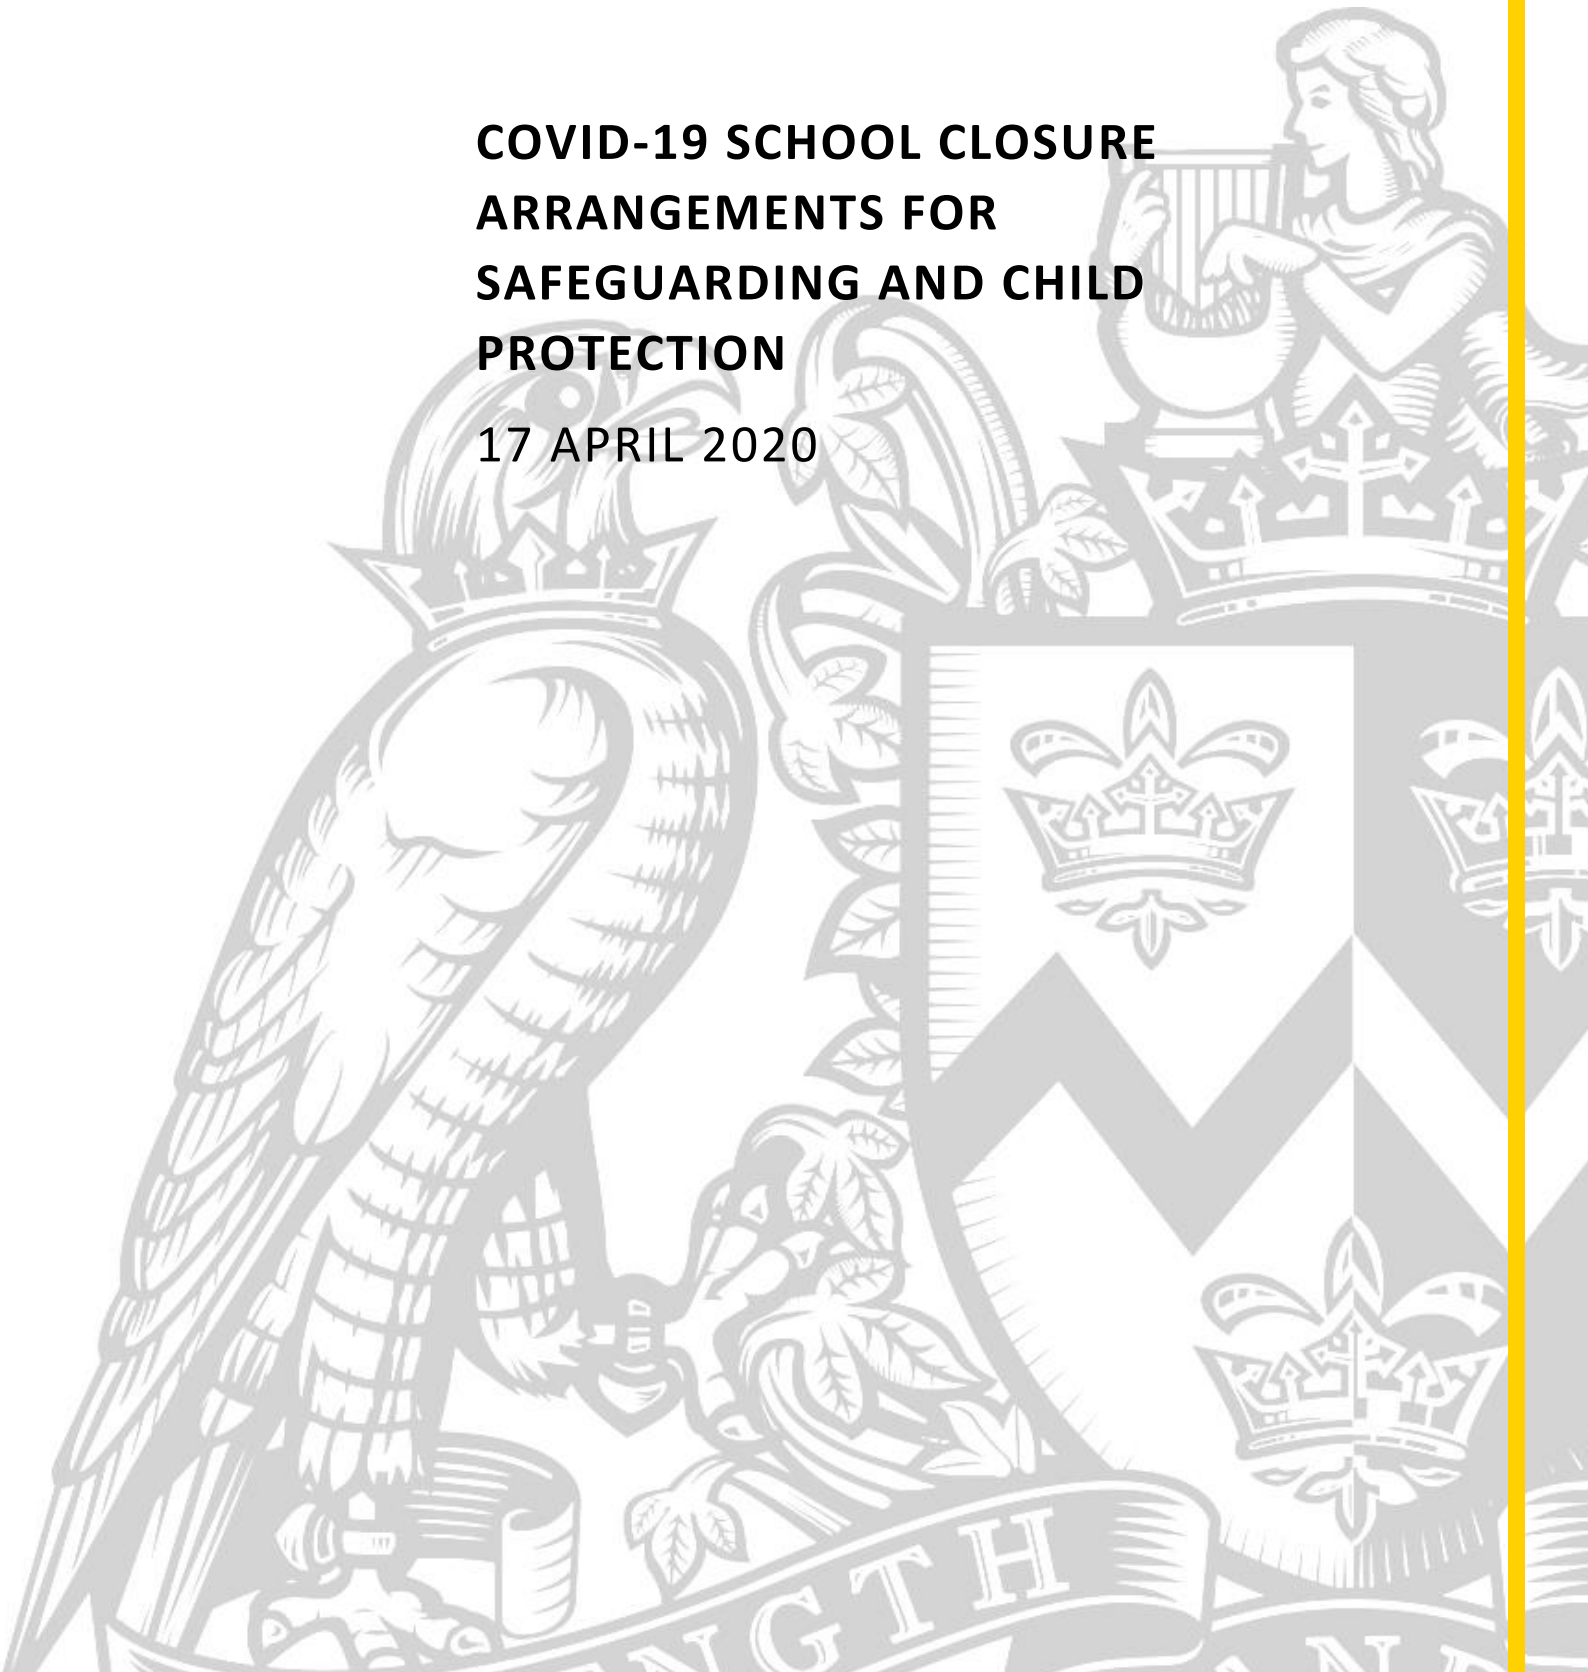 COVID-19 SCHOOL CLOSURE
ARRANGEMENTS FOR
SAFEGUARDING AND CHILD
PROTECTION
17 APRIL 2020